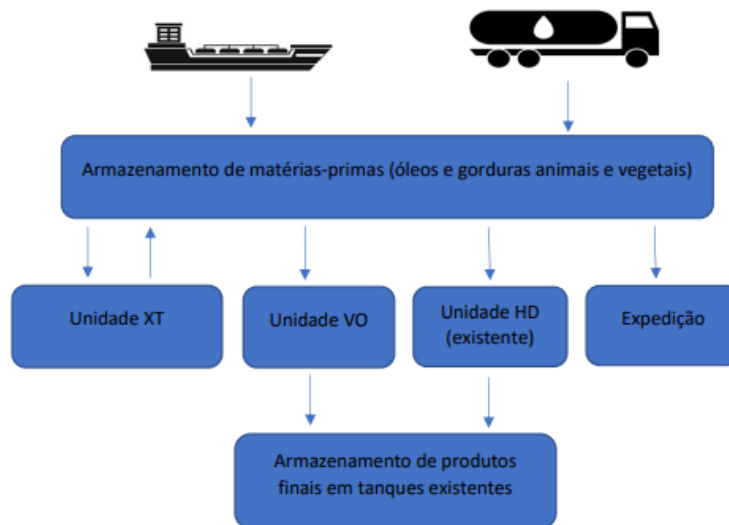 Armazenamento de matérias-primas (óleos e gorduras animais e vegetais)
Unidade XT
Unidade VO
Unidade HD
(existente)
Expedição
Armazenamento de produtos
finais em tanques existentes